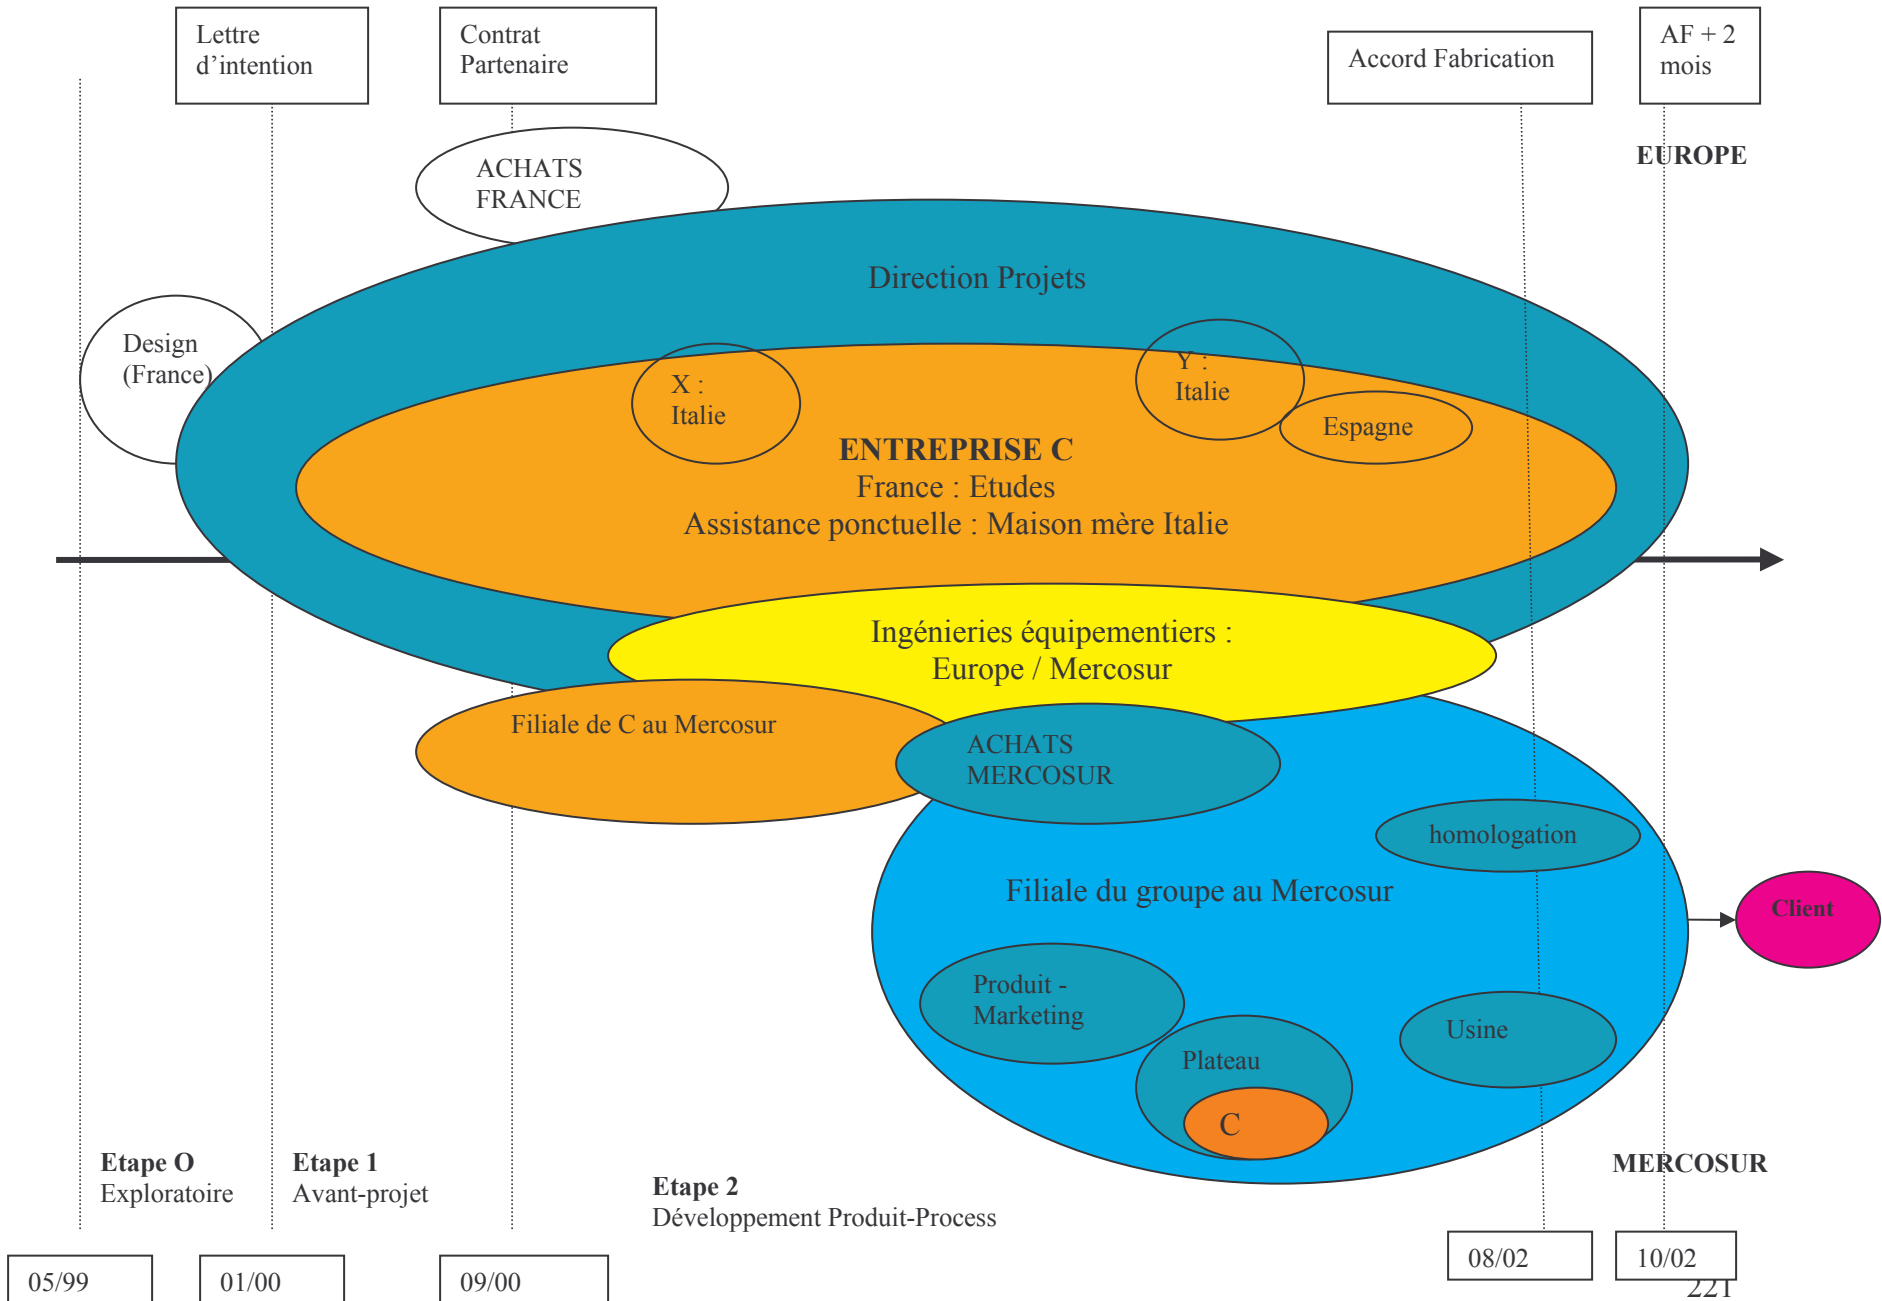 Lettre
d’intention
Contrat
Partenaire
Accord Fabrication
AF + 2
mois
EUROPE
ACHATS
FRANCE
Direction Projets
Design
(France)
X :
Italie
Y :
Italie
Espagne
ENTREPRISE C
France : Etudes
Assistance ponctuelle : Maison mère Italie
Ingénieries équipementiers :
Europe / Mercosur
Filiale de C au Mercosur
ACHATS
MERCOSUR
homologation
Filiale du groupe au Mercosur
Client
Produit -
Marketing
Plateau
C
Usine
Etape O
Exploratoire
Etape 1
Avant-projet
Etape 2
Développement Produit-Process
MERCOSUR
05/99
01/00
09/00
08/02
10/02
221